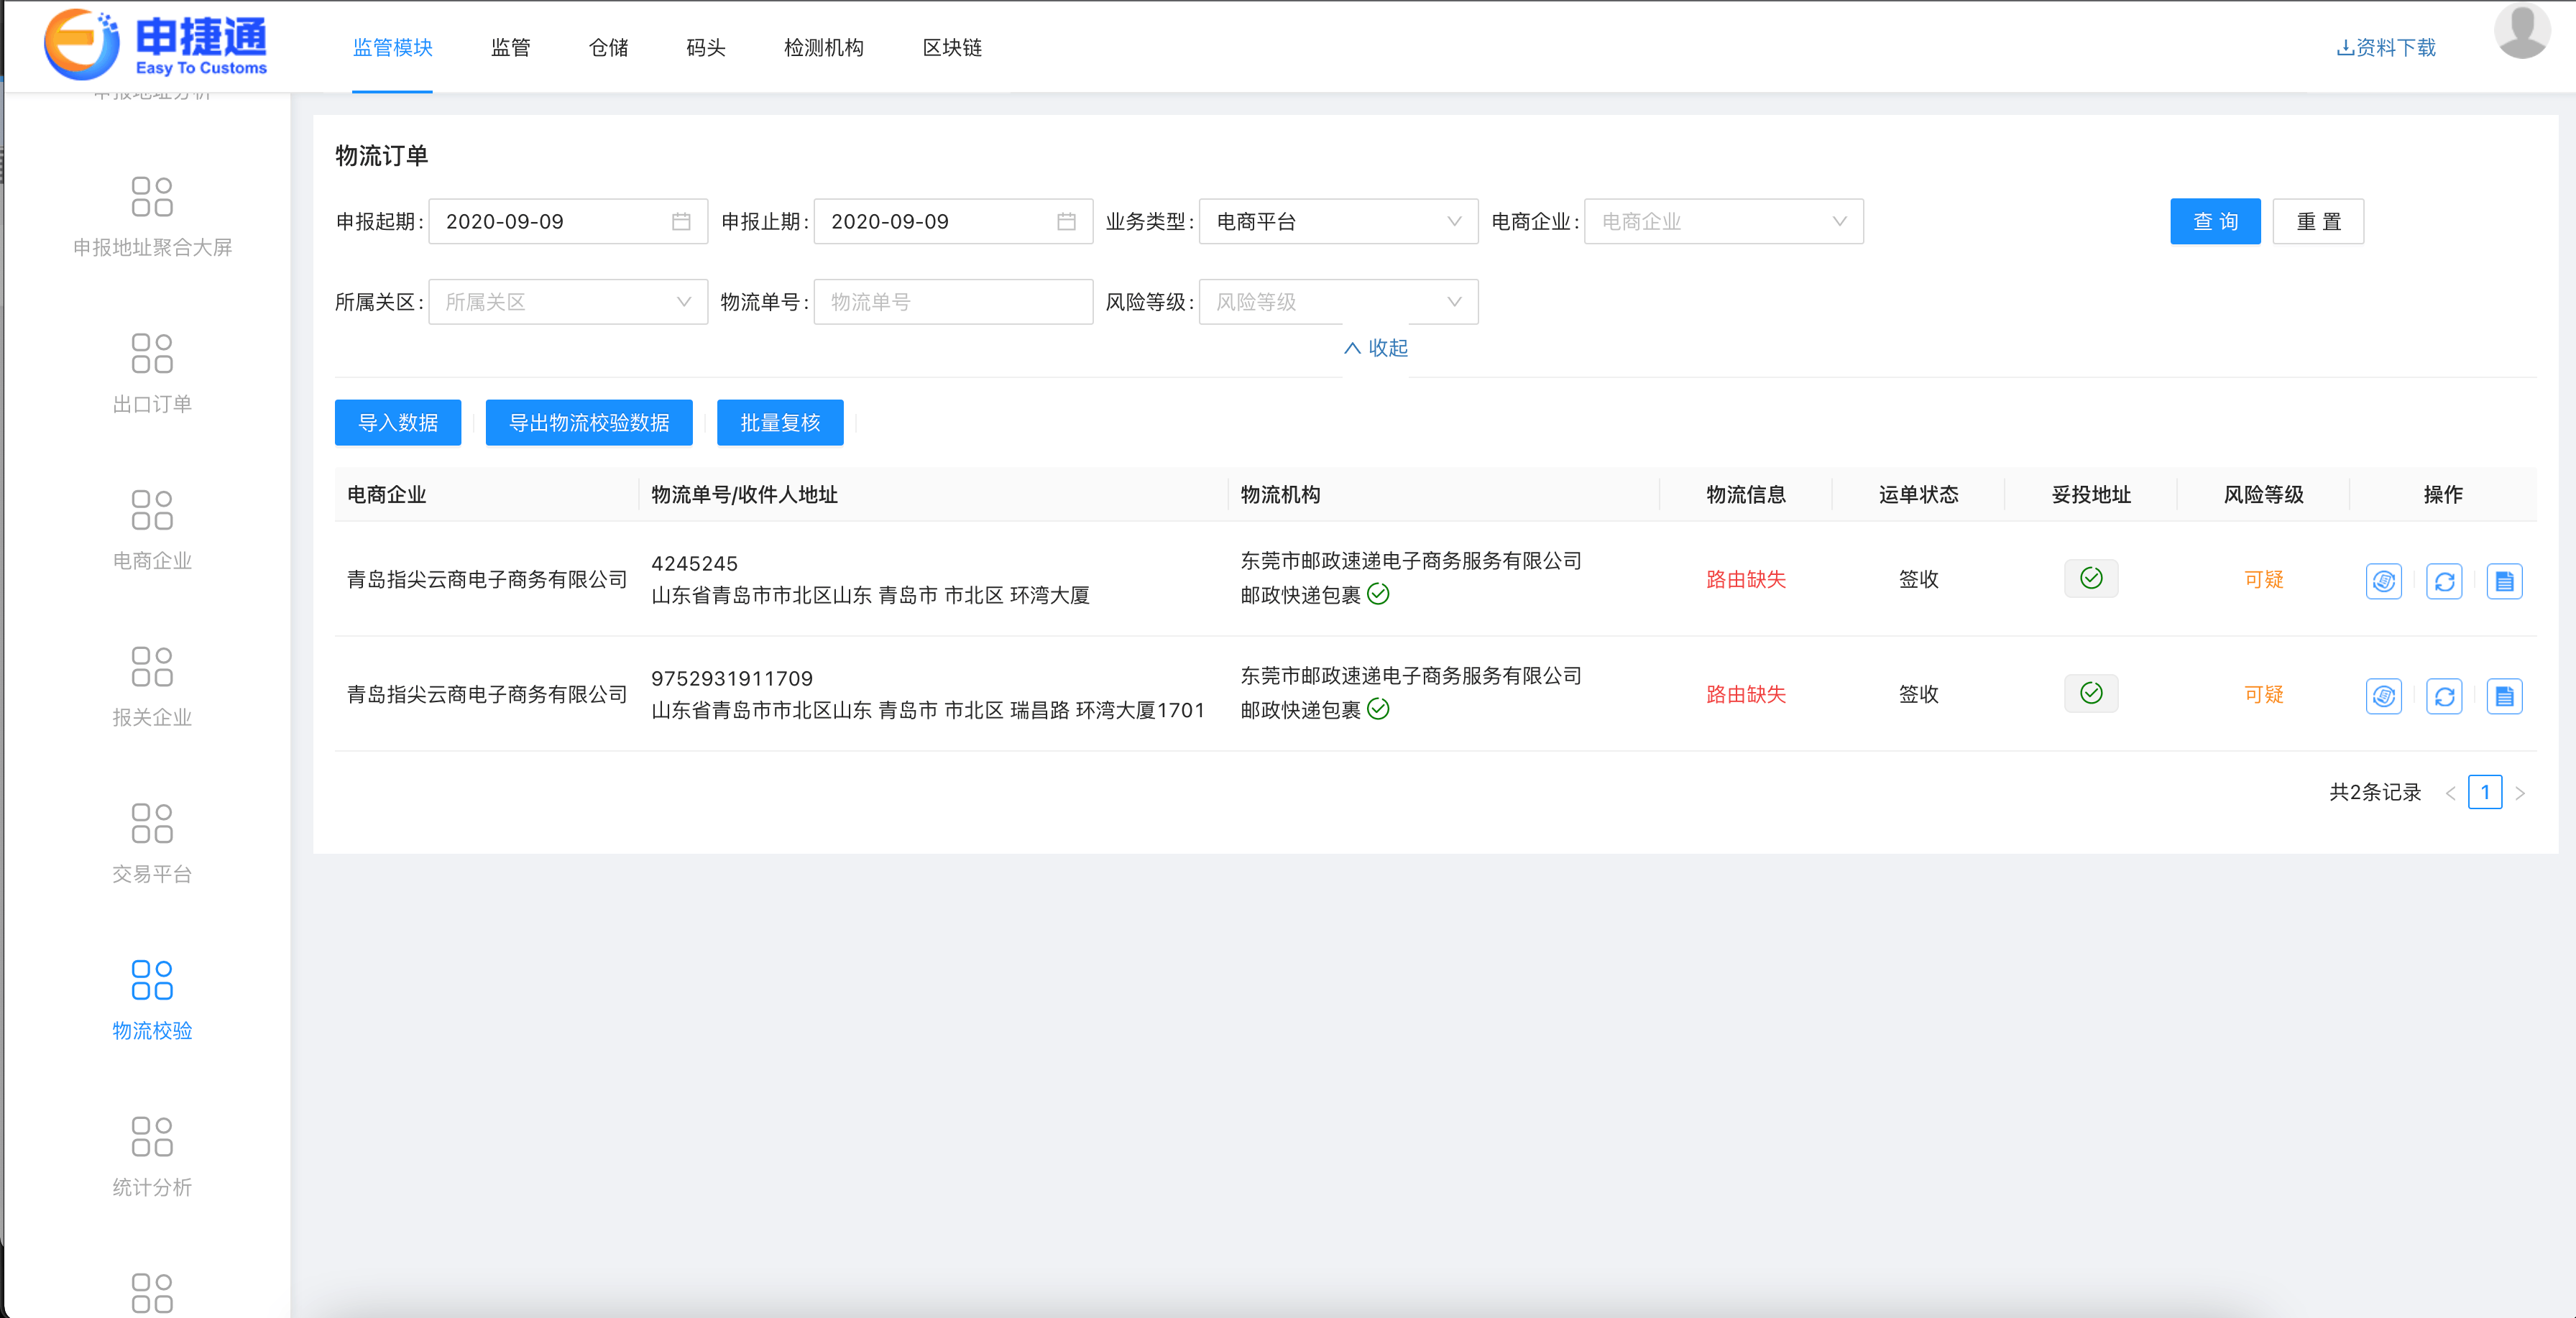 申捷通
Easy To Customs
监管模块 监管 仓储 码头 检测机构 区块链 资料下载
申报地址分析
申报地址聚合大屏
出口订单
电商企业
报关企业
交易平台
物流校验
统计分析
物流订单
申报起期: 2020-09-09 申报止期: 2020-09-09 业务类型: 电商平台 电商企业: 电商企业 查 询 重 置
所属关区: 所属关区 物流单号: 物流单号 风险等级: 风险等级
收起
导入数据 导出物流校验数据 批量复核
电商企业 物流单号/收件人地址 物流机构 物流信息 运单状态 妥投地址 风险等级 操作
青岛指尖云商电子商务有限公司 4245245 东莞市邮政速递电子商务服务有限公司 路由缺失 签收 可疑
山东省青岛市市北区山东 青岛市 市北区 环湾大厦 邮政快递包裹
青岛指尖云商电子商务有限公司 9752931911709 东莞市邮政速递电子商务服务有限公司 路由缺失 签收 可疑
山东省青岛市市北区山东 青岛市 市北区 瑞昌路 环湾大厦1701 邮政快递包裹
共2条记录 < 1 >